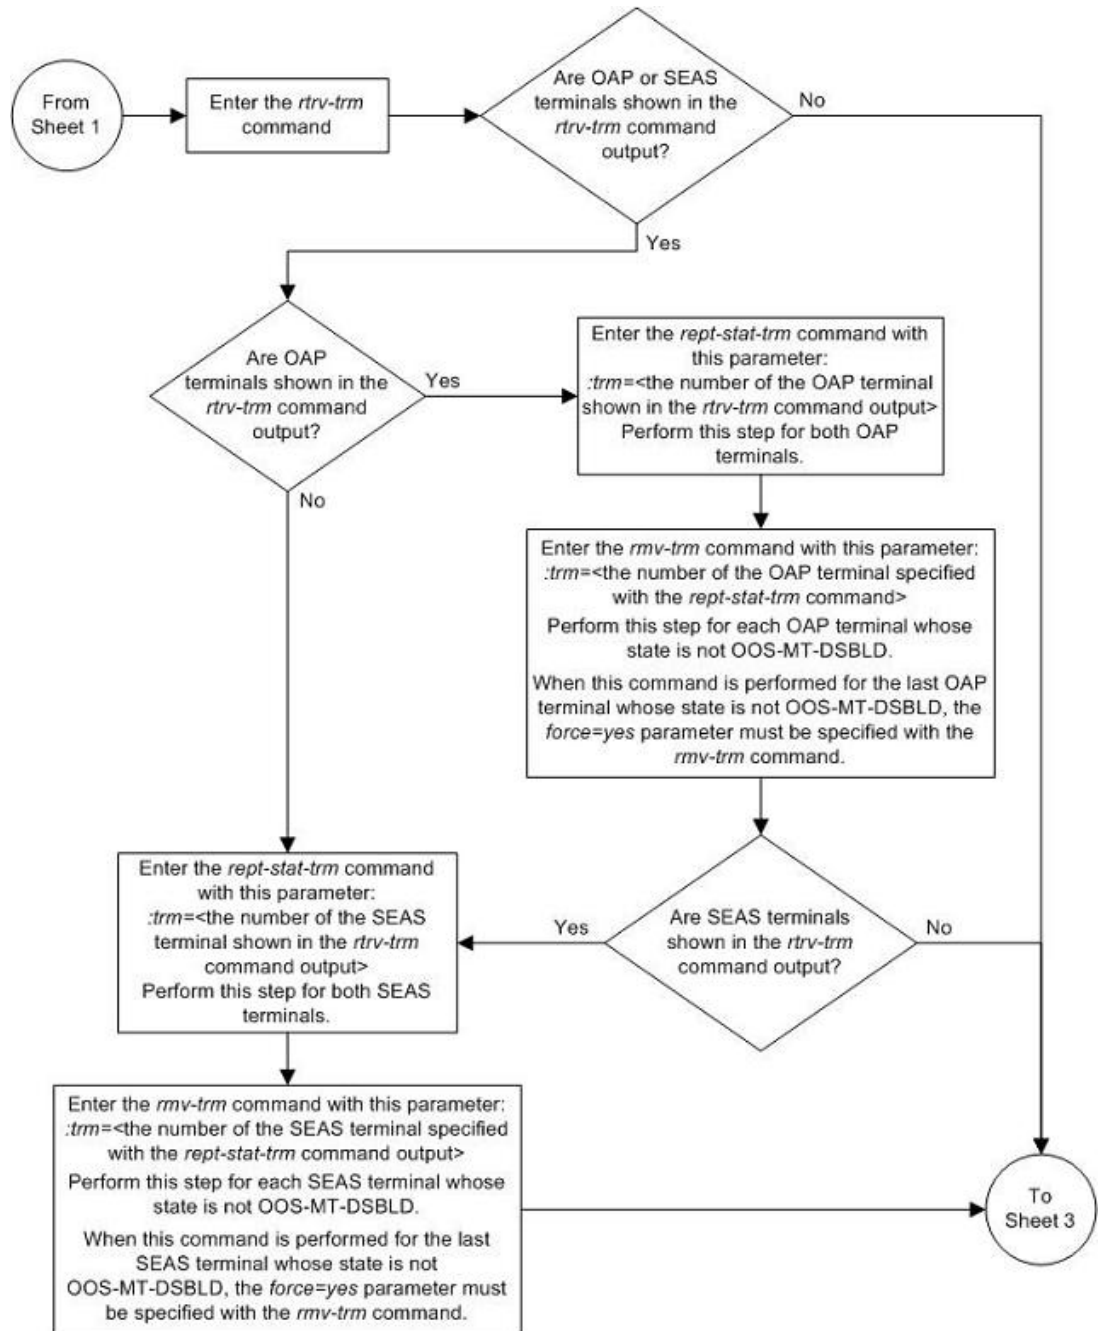 From
Sheet 1
Enter the rtrv-trm
command
Are OAP or SEAS
terminals shown in the
rtrv-trm command
output?
No
Yes
Are OAP
terminals shown in the
rtrv-trm command
output?
Yes
No
Enter the rept-stat-trm command with
this parameter:
:trm=<the number of the OAP terminal
shown in the rtrv-trm command output>
Perform this step for both OAP
terminals.
Enter the rmv-trm command with this parameter:
:trm=<the number of the OAP terminal specified
with the rept-stat-trm command>
Perform this step for each OAP terminal whose
state is not OOS-MT-DSBLD.
When this command is performed for the last OAP
terminal whose state is not OOS-MT-DSBLD, the
force=yes parameter must be specified with the
rmv-trm command.
Are SEAS terminals
shown in the rtrv-trm
command output?
Yes
No
Enter the rept-stat-trm command
with this parameter:
:trm=<the number of the SEAS
terminal shown in the rtrv-trm
command output>
Perform this step for both SEAS
terminals.
Enter the rmv-trm command with this parameter:
:trm=<the number of the SEAS terminal specified
with the rept-stat-trm command output>
Perform this step for each SEAS terminal whose
state is not OOS-MT-DSBLD.
When this command is performed for the last
SEAS terminal whose state is not
OOS-MT-DSBLD, the force=yes parameter must
be specified with the rmv-trm command.
To
Sheet 3